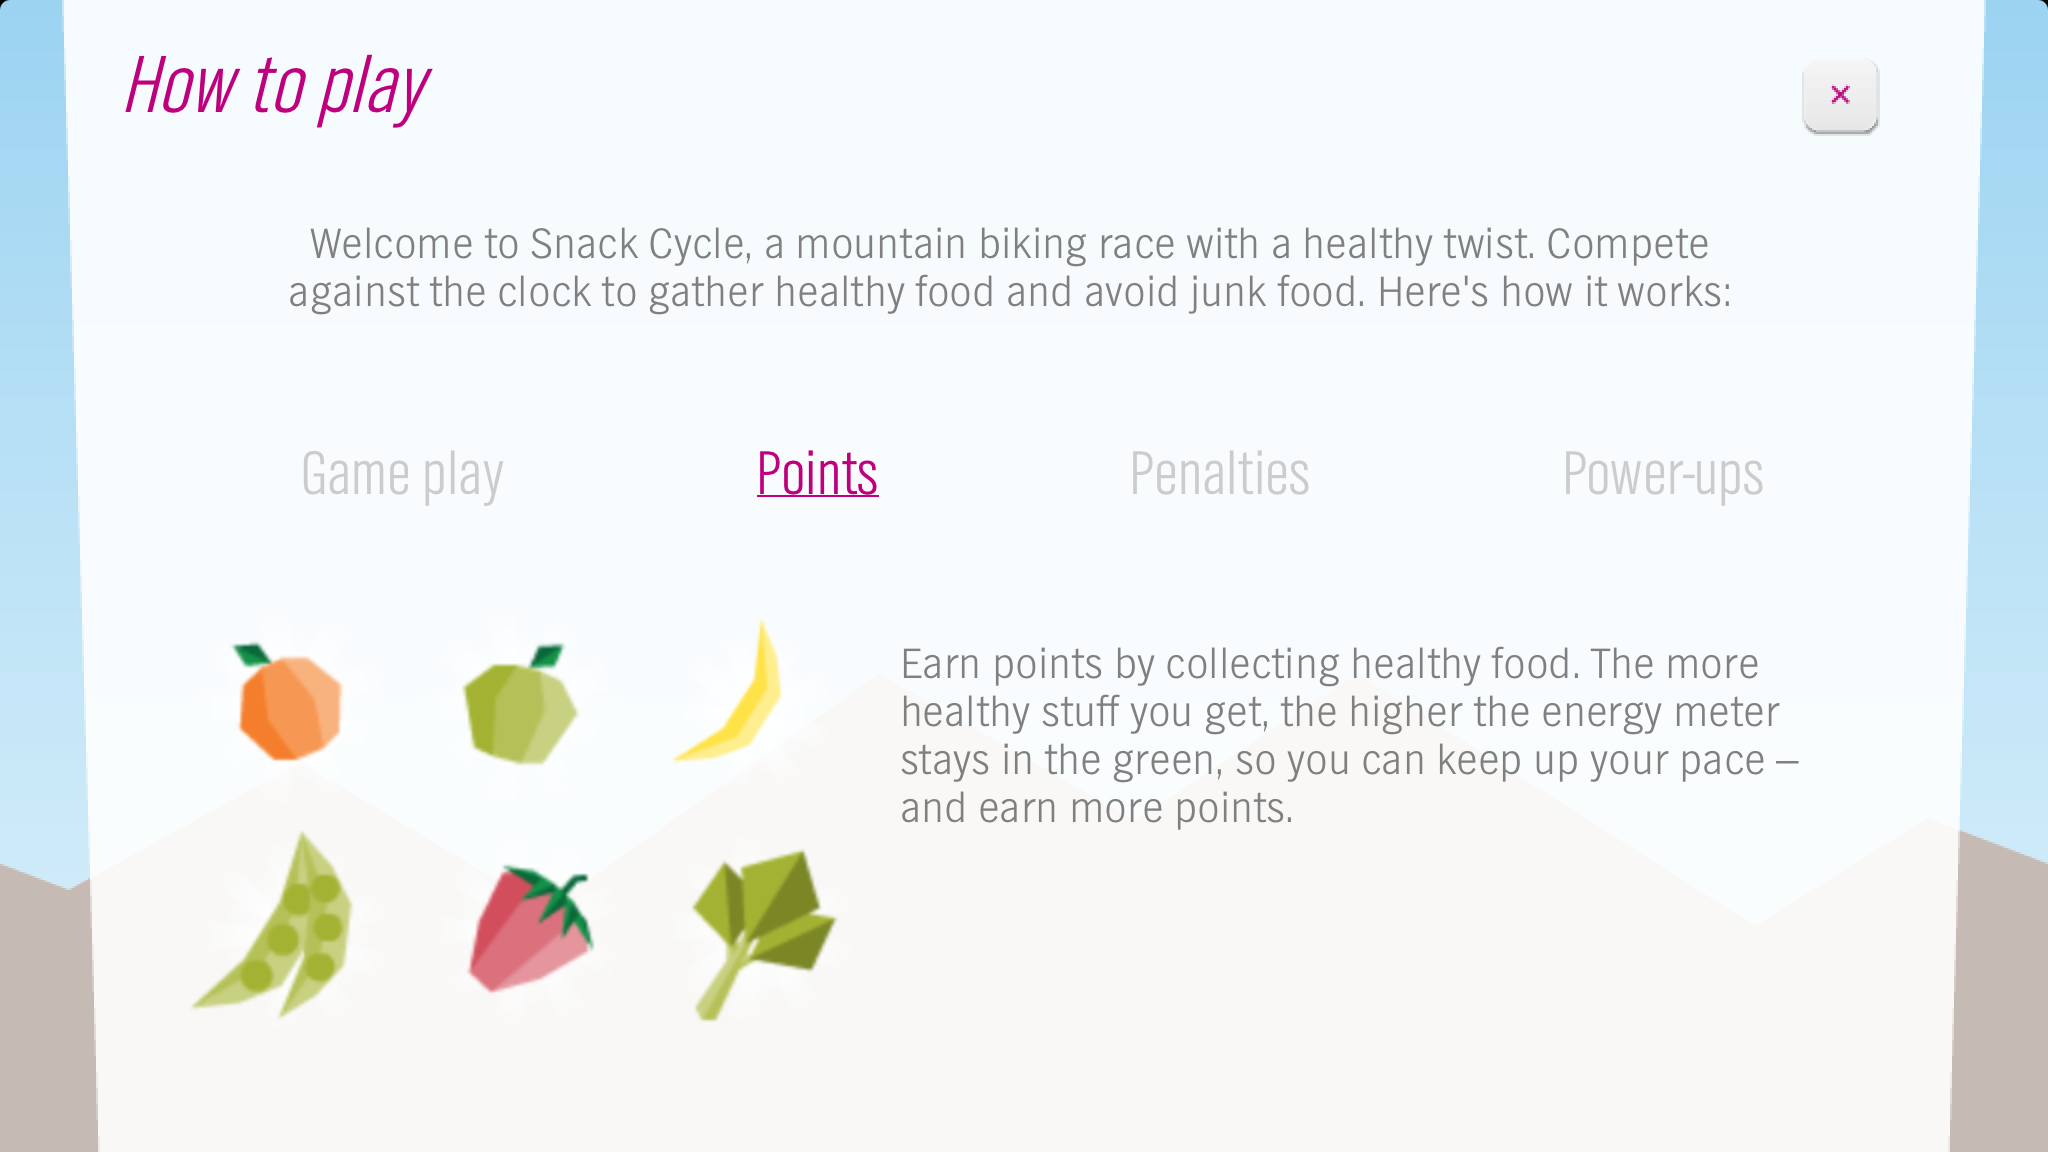 How to play
×
Welcome to Snack Cycle, a mountain biking race with a healthy twist. Compete
against the clock to gather healthy food and avoid junk food. Here's how it works:
Game play
Points
Penalties
Power-ups
Earn points by collecting healthy food. The more
healthy stuff you get, the higher the energy meter
stays in the green, so you can keep up your pace –
and earn more points.